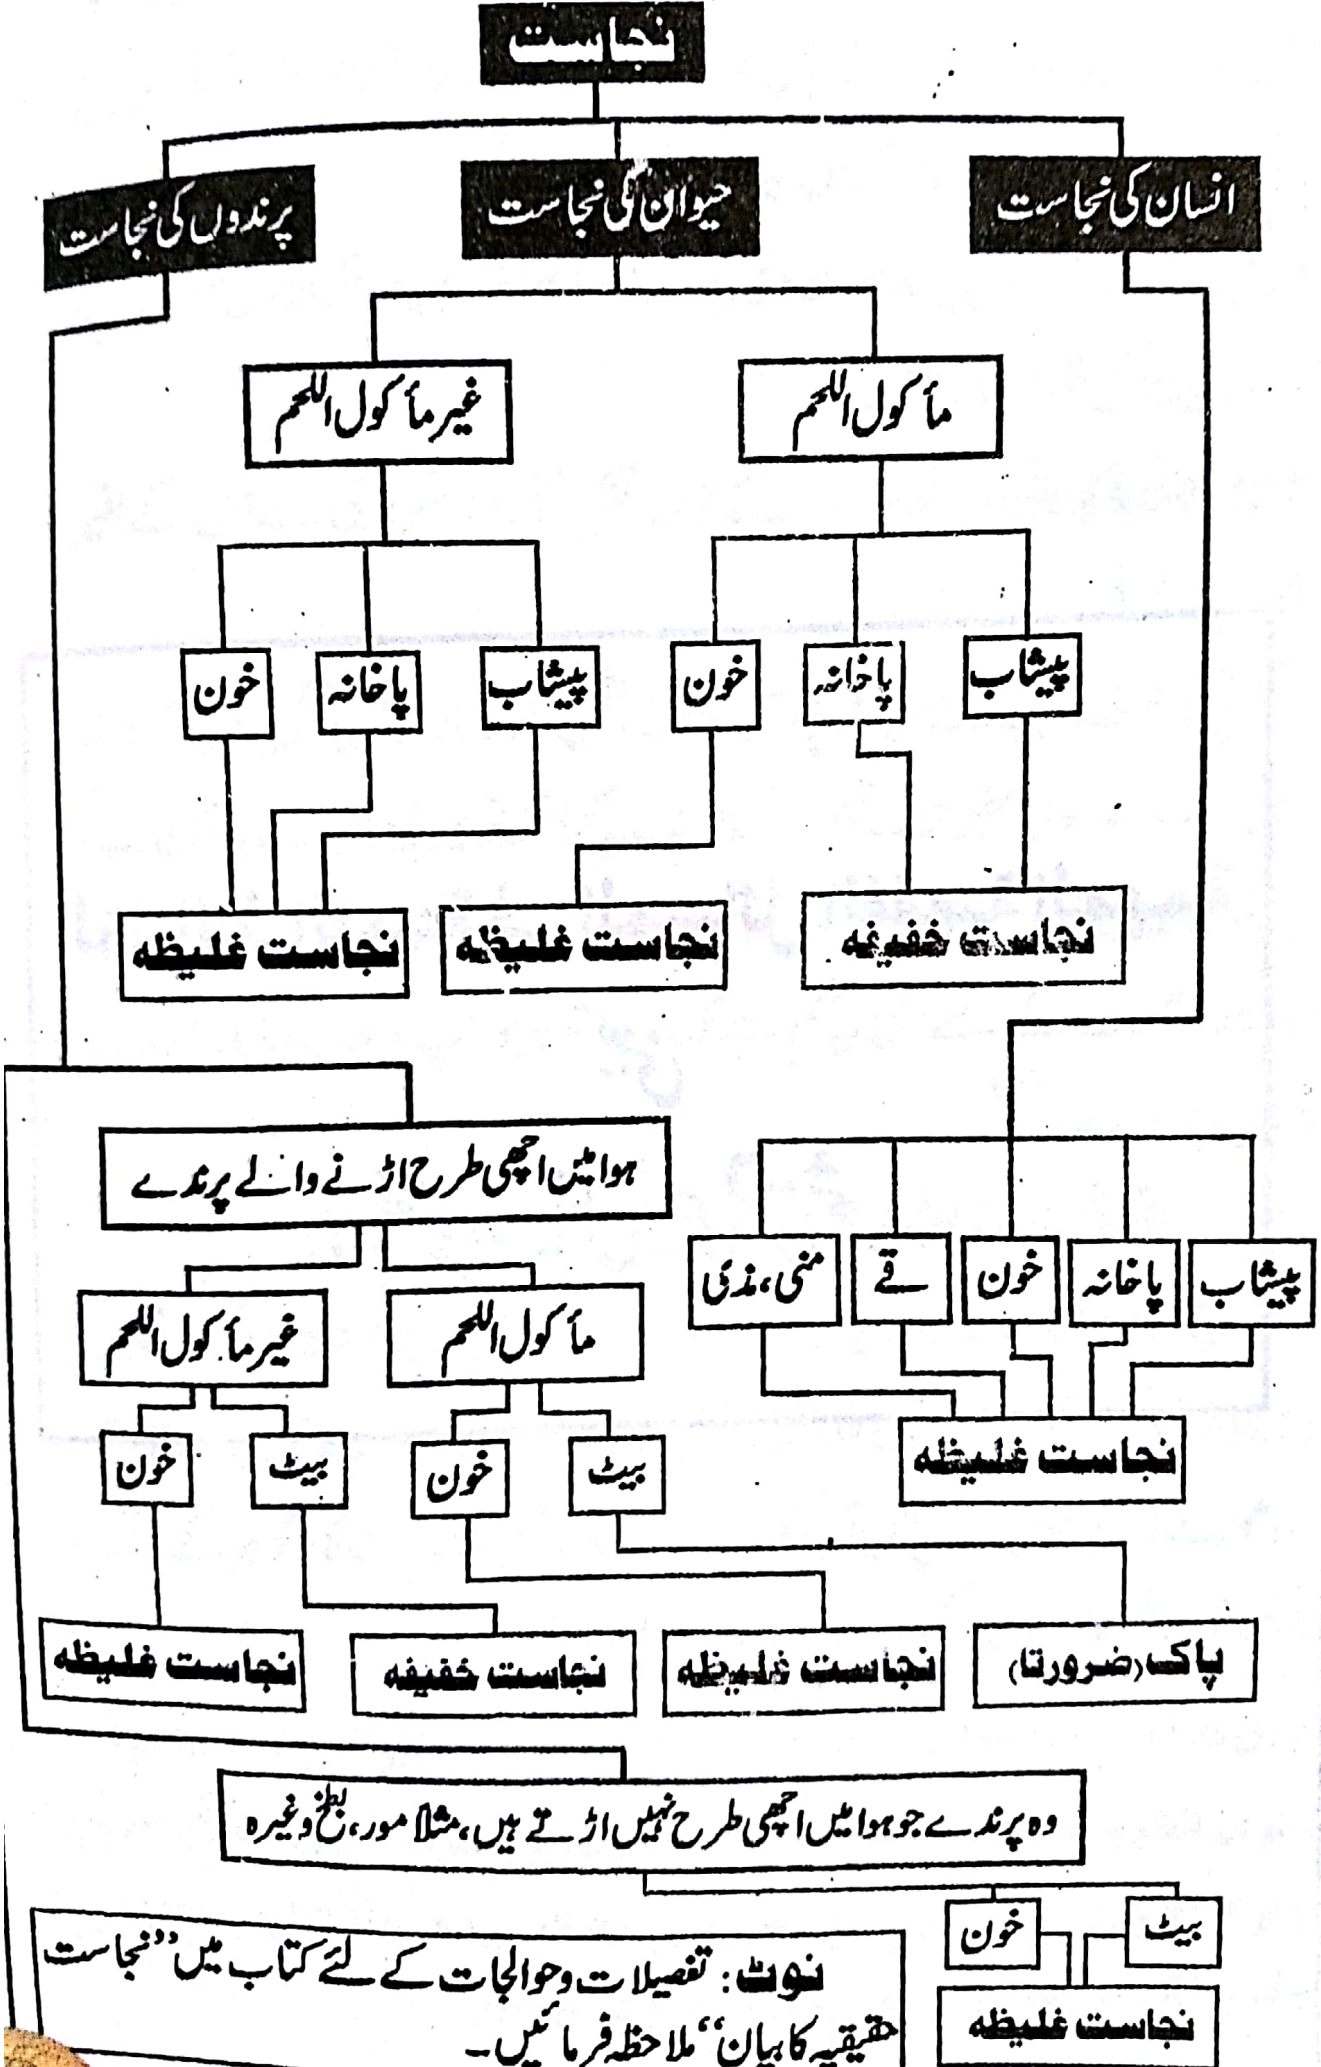 نجاست
انسان کی نجاست
حیوان کی نجاست
پرندوں کی نجاست
مأکول اللحم
غیر مأکول اللحم
پیشاب
پاخانہ
خون
پیشاب
پاخانہ
خون
نجاست خفیفہ
نجاست غلیظہ
نجاست غلیظہ
ہوا میں اچھی طرح اڑنے والے پرندے
پیشاب
پاخانہ
خون
قے
منی، مذی
مأکول اللحم
غیر مأکول اللحم
نجاست غلیظہ
بیٹ
خون
بیٹ
خون
پاک (ضرورتا)
نجاست غلیظہ
نجاست خفیفہ
نجاست غلیظہ
وہ پرندے جو ہوا میں اچھی طرح نہیں اڑتے ہیں، مثلاً مور، بطخ وغیرہ
بیٹ
خون
نجاست غلیظہ
نوٹ: تفصیلات وحوالجات کے لئے کتاب میں ”نجاست
حقیقیہ کا بیان“ ملاحظہ فرمائیں۔